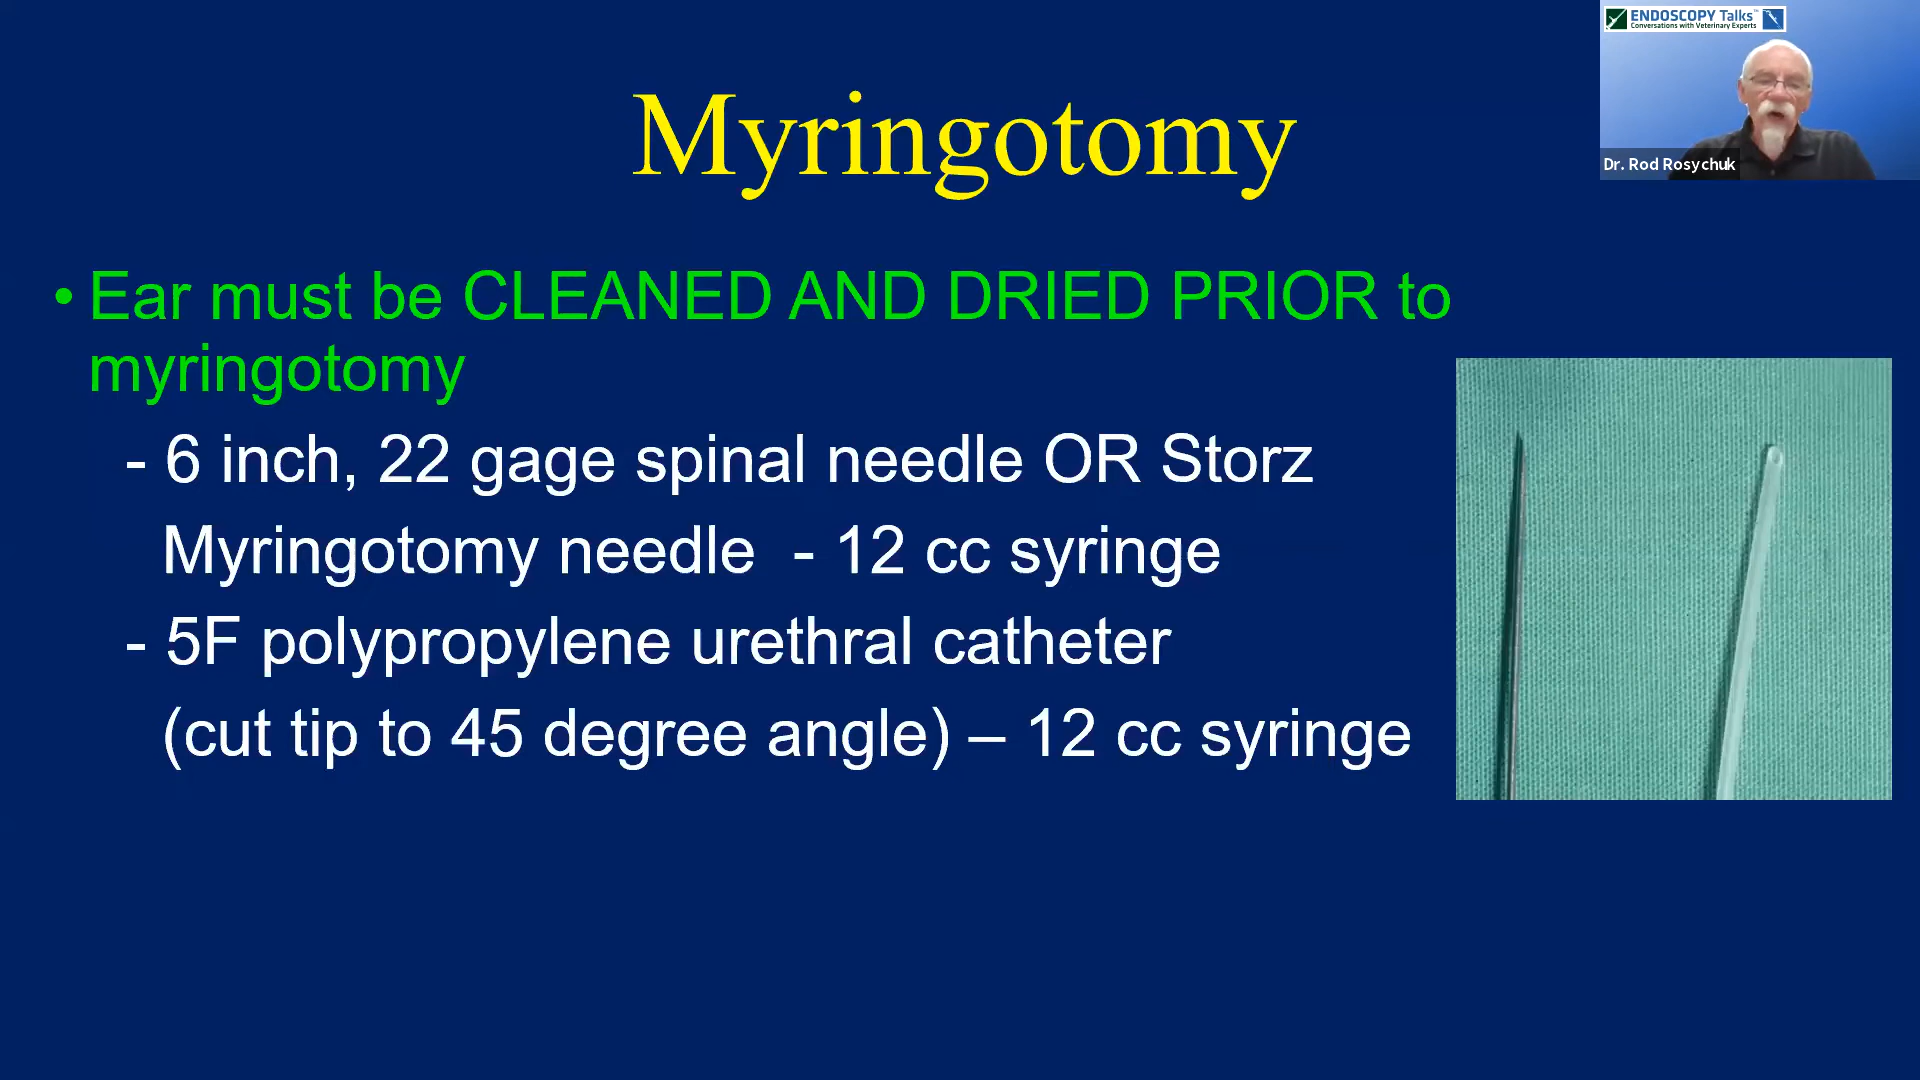 ENDOSCOPY Talks™
Conversations with Veterinary Experts
Dr. Rod Rosychuk
Myringotomy
• Ear must be CLEANED AND DRIED PRIOR to
myringotomy
- 6 inch, 22 gage spinal needle OR Storz
Myringotomy needle - 12 cc syringe
- 5F polypropylene urethral catheter
(cut tip to 45 degree angle) – 12 cc syringe